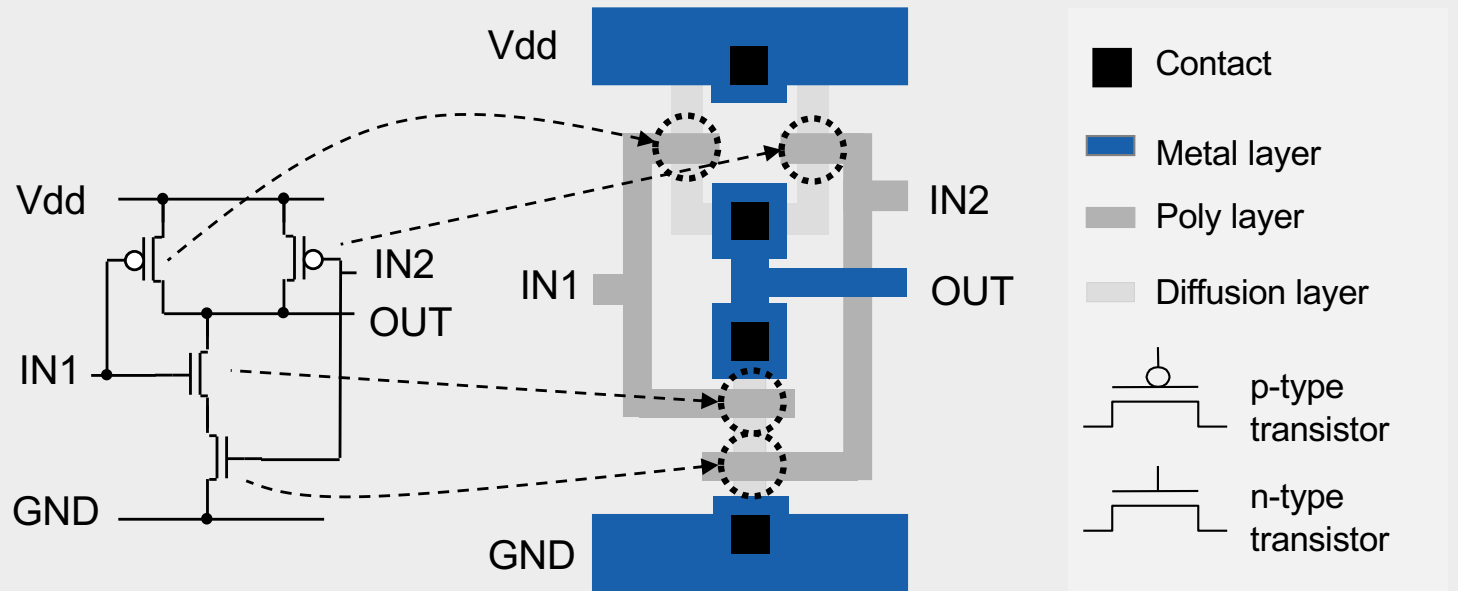 Vdd
IN2
OUT
IN1
GND
Vdd
IN2
IN1
OUT
GND
Contact
Metal layer
Poly layer
Diffusion layer
p-type
transistor
n-type
transistor